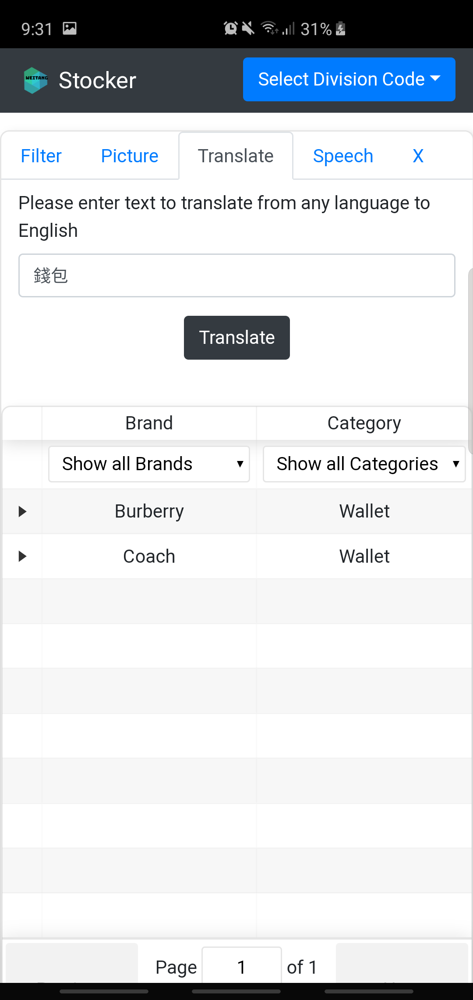 9:31 31%
WEITANG Stocker Select Division Code
Filter Picture Translate Speech X
Please enter text to translate from any language to
English
錢包
Translate
Brand Category
Show all Brands Show all Categories
Burberry Wallet
Coach Wallet
Page 1 of 1